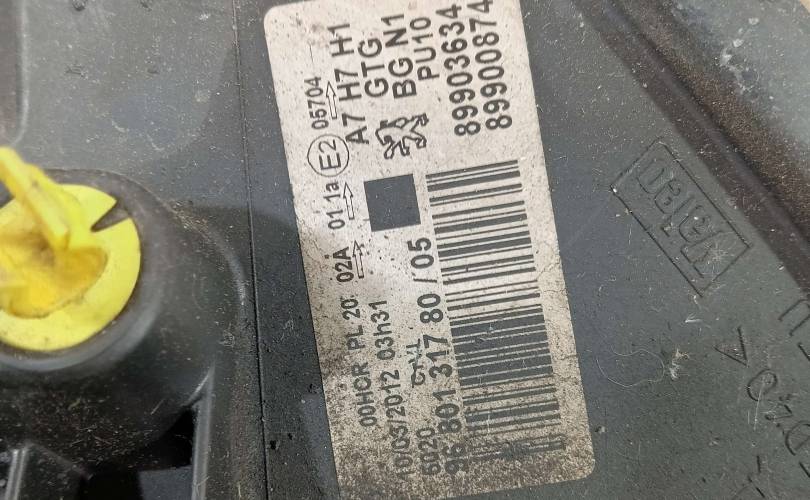 E2 05704
A7 H7 H1
GTG
BG N1
PU10
89903634
89900874
02A 01 1a
00HCR PL 20
10/03/2012 03h31
6020
96 801 317 80 / 05
Valeo